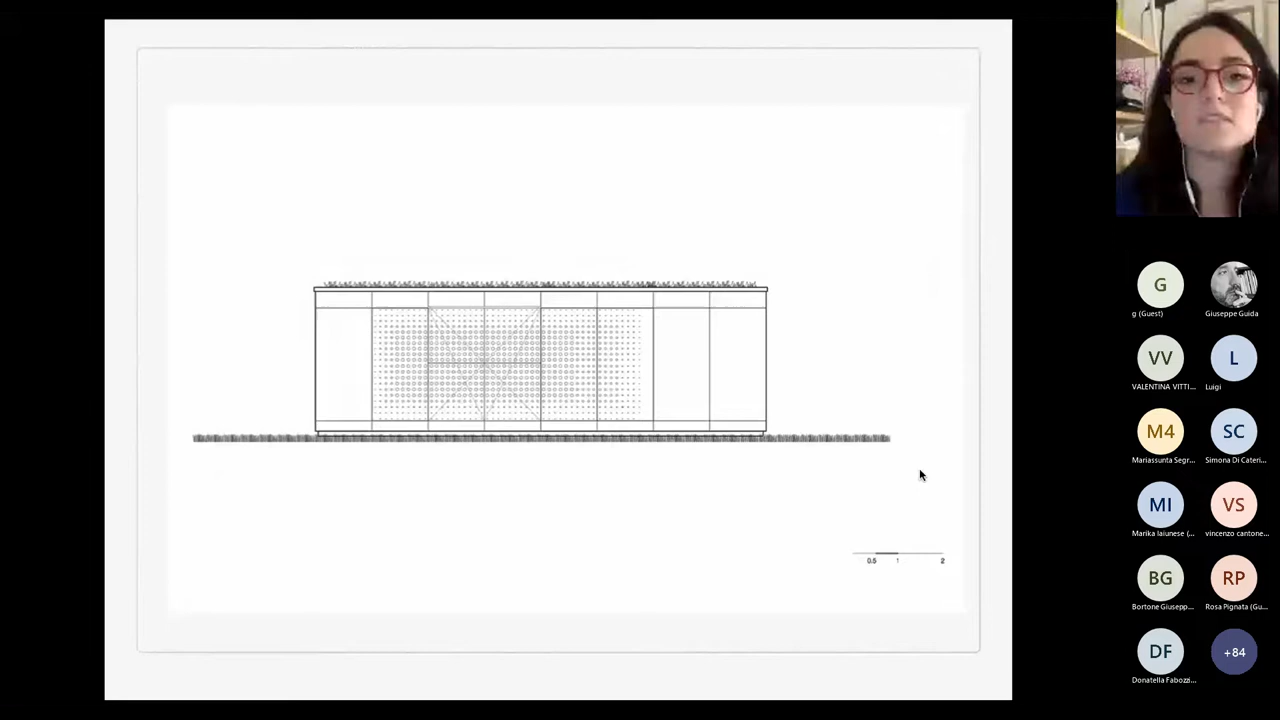 G
g (Guest)
Giuseppe Guida
VV
VALENTINA VITTI...
L
Luigi
M4
Mariassunta Segr...
SC
Simona Di Cateri...
MI
Marika Iaiunese (...
VS
vincenzo cantone...
BG
Bortone Giusepp...
RP
Rosa Pignata (Gu...
DF
Donatella Fabozzi...
+84
0.5 1 2